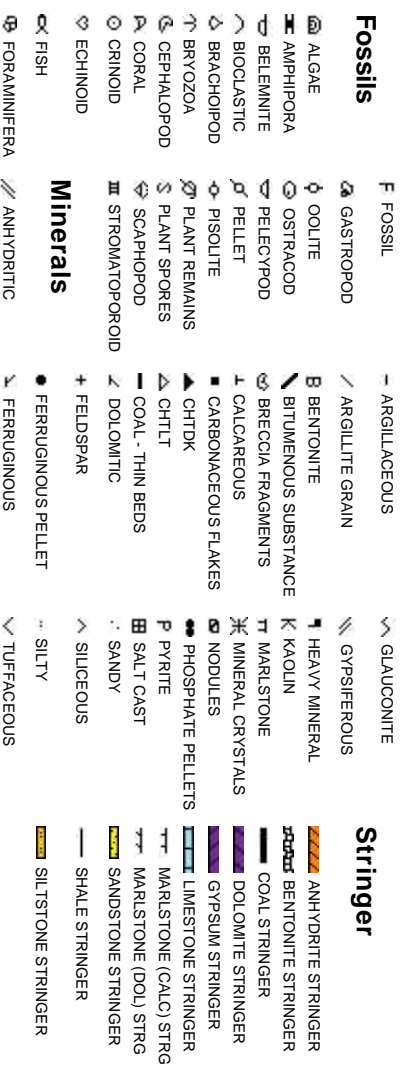 Fossils
ALGAE
AMPHIPORA
BELEMNITE
BIOCLASTIC
BRACHOIPOD
BRYOZOA
CEPHALOPOD
CORAL
CRINOID
ECHINOID
FISH
FORAMINIFERA
F FOSSIL
GASTROPOD
OOLITE
OSTRACOD
PELECYPOD
PELLET
PISOLITE
PLANT REMAINS
PLANT SPORES
SCAPHOPOD
STROMATOPOROID
Minerals
ANHYDRITIC
ARGILLACEOUS
ARGILLITE GRAIN
B BENTONITE
BITUMENOUS SUBSTANCE
BRECCIA FRAGMENTS
CALCAREOUS
CARBONACEOUS FLAKES
CHTDK
CHTLT
COAL - THIN BEDS
DOLOMITIC
FELDSPAR
FERRUGINOUS PELLET
FERRUGINOUS
GLAUCONITE
GYPSIFEROUS
HEAVY MINERAL
K KAOLIN
MARLSTONE
MINERAL CRYSTALS
NODULES
PHOSPHATE PELLETS
P PYRITE
SALT CAST
SANDY
SILICEOUS
SILTY
TUFFACEOUS
Stringer
ANHYDRITE STRINGER
BENTONITE STRINGER
COAL STRINGER
DOLOMITE STRINGER
GYPSUM STRINGER
LIMESTONE STRINGER
MARLSTONE (CALC) STRG
MARLSTONE (DOL) STRG
SANDSTONE STRINGER
SHALE STRINGER
SILTSTONE STRINGER